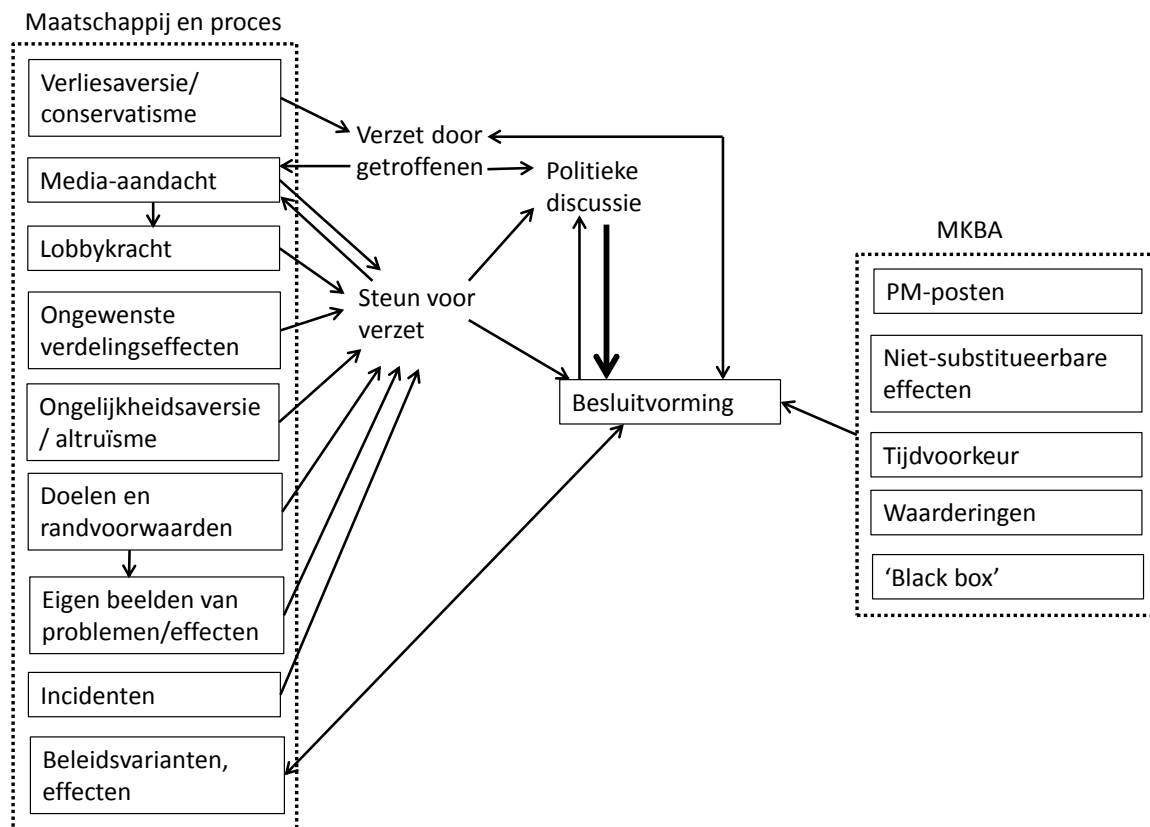 Maatschappij en proces
Verliesaversie/
conservatisme
Media-aandacht
Lobbykracht
Ongewenste
verdelingseffecten
Ongelijkheidsaversie
/ altruïsme
Doelen en
randvoorwaarden
Eigen beelden van
problemen/effecten
Incidenten
Beleidsvarianten,
effecten
Verzet door
getroffenen
Politieke
discussie
Steun voor
verzet
Besluitvorming
MKBA
PM-posten
Niet-substitueerbare
effecten
Tijdvoorkeur
Waarderingen
‘Black box’